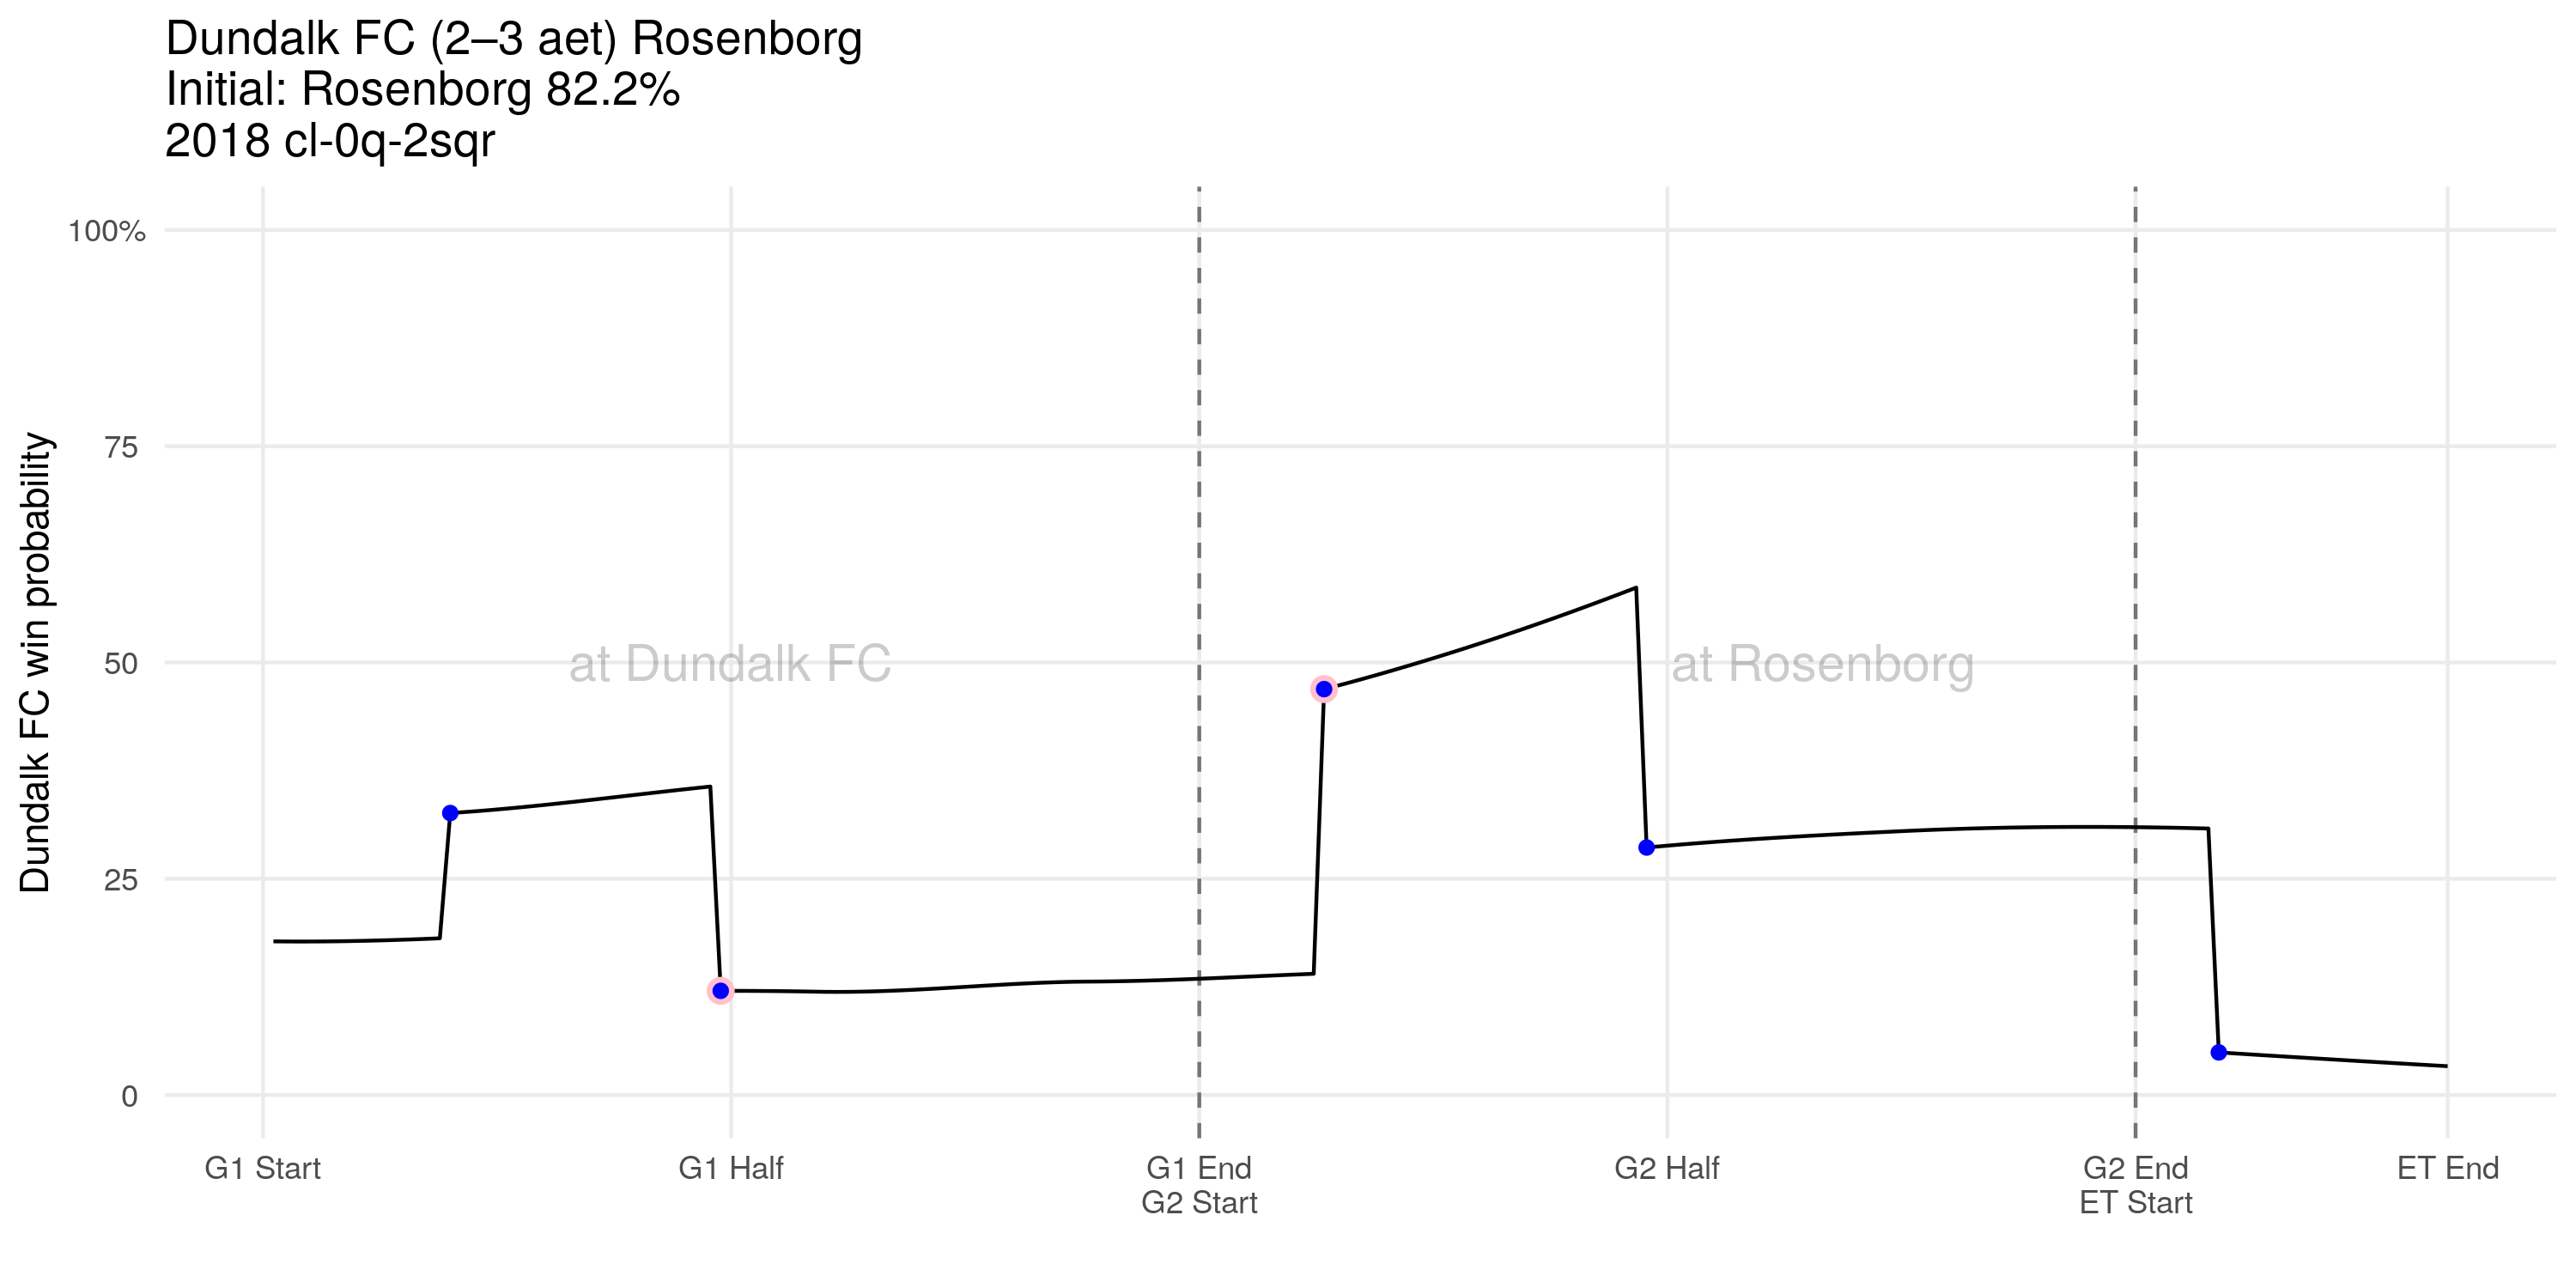 Dundalk FC (2–3 aet) Rosenborg
Initial: Rosenborg 82.2%
2018 cl-0q-2sqr
Dundalk FC win probability
100%
75
50
25
0
at Dundalk FC
at Rosenborg
G1 Start
G1 Half
G1 End
G2 Start
G2 Half
G2 End
ET Start
ET End